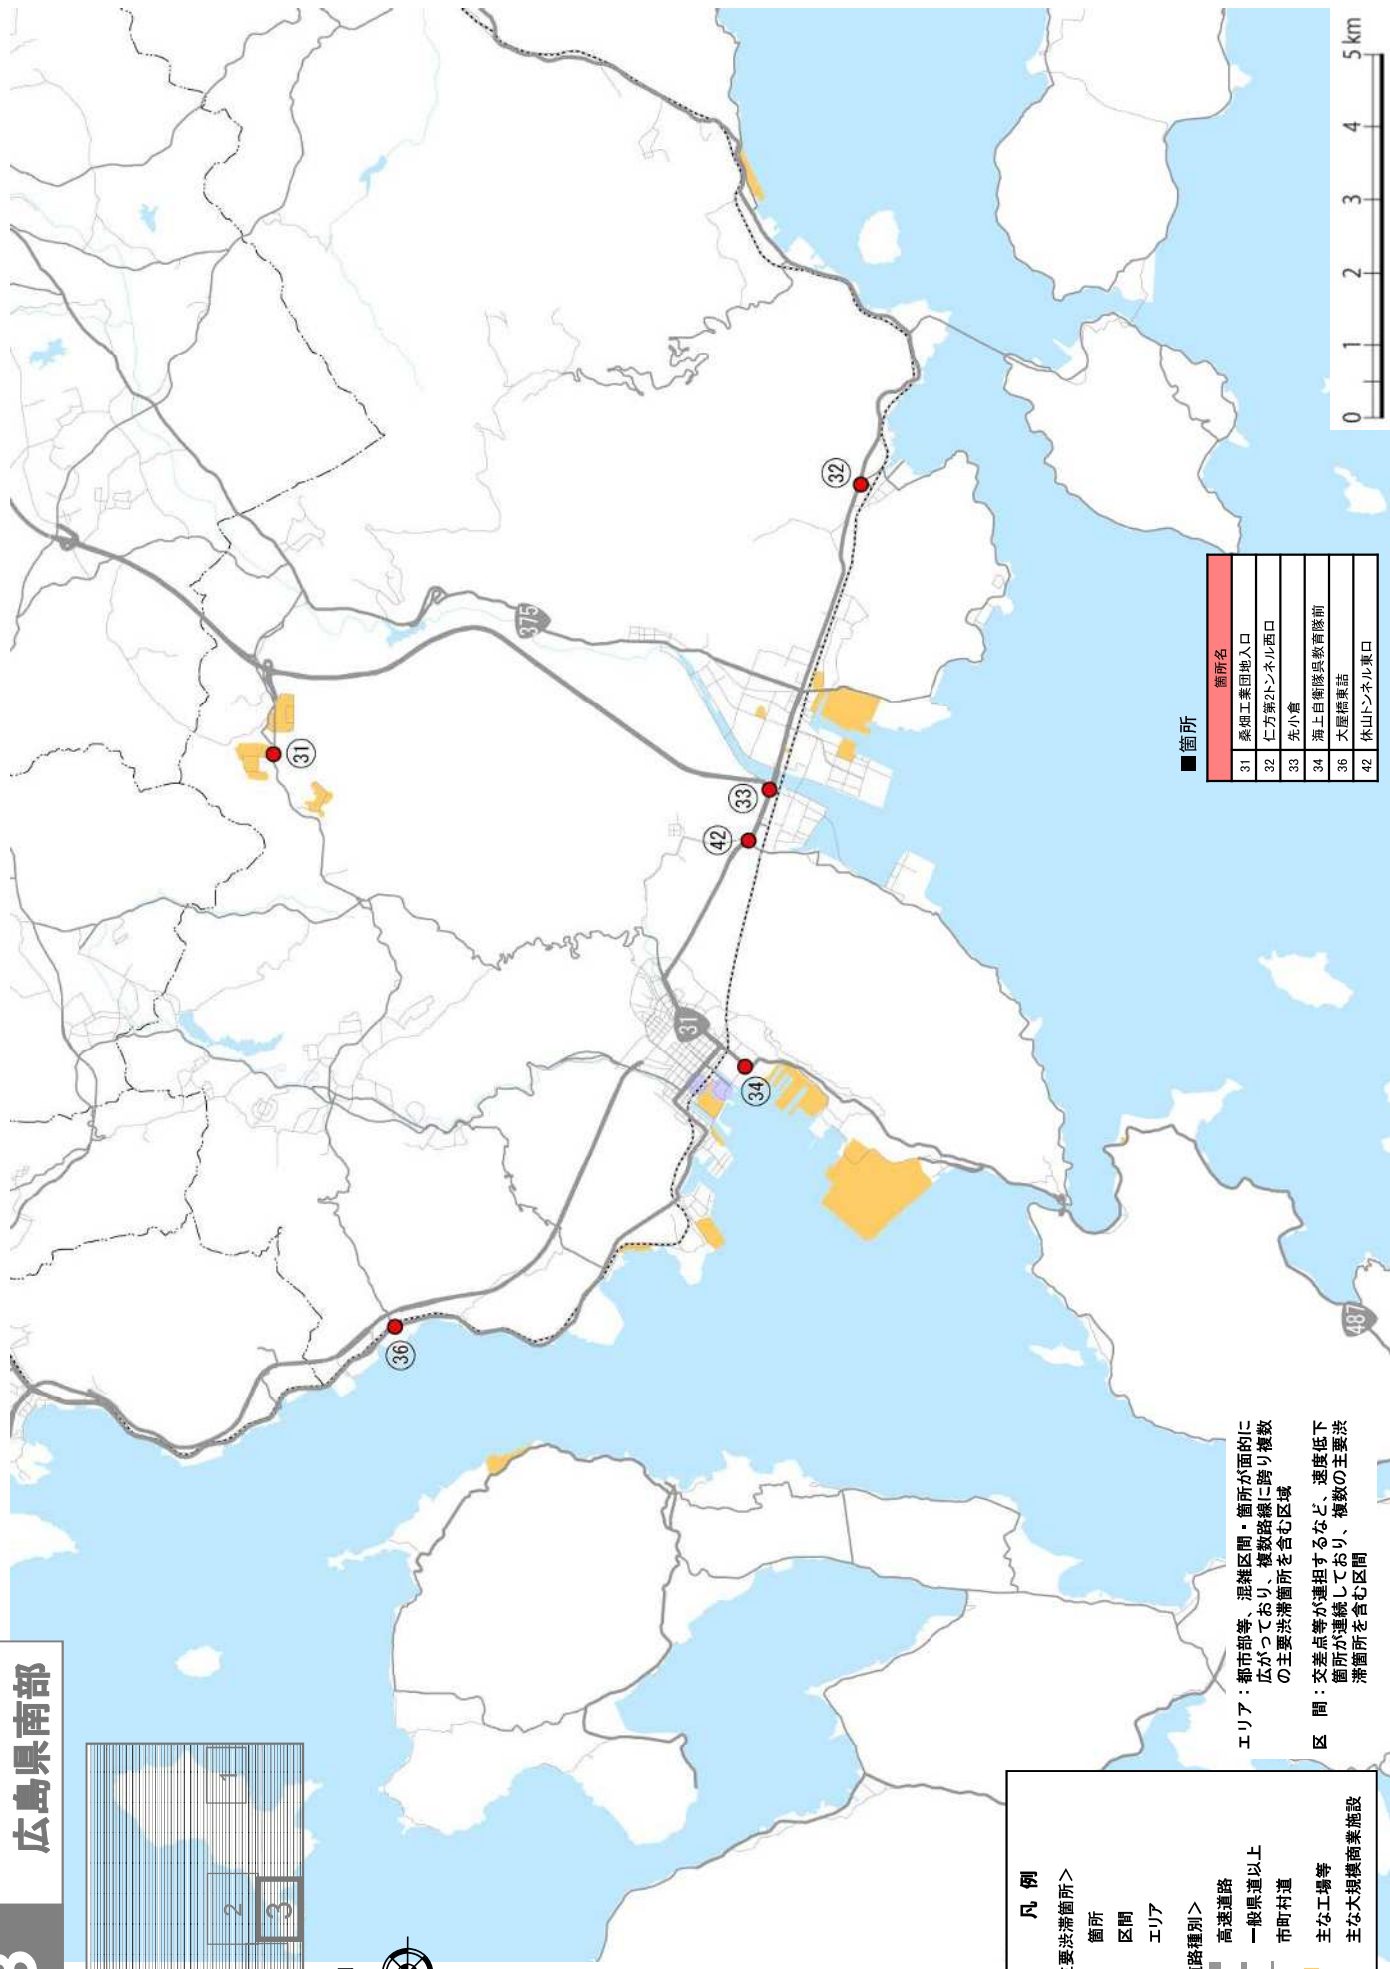 3
広島県南部
1
2
3
375
31
487
31
32
33
34
36
42
0 1 2 3 4 5 km
■箇所
箇所名
31 桑畑工業団地入口
32 仁方第2トンネル西口
33 先小倉
34 海上自衛隊呉教育隊前
36 大屋橋東詰
42 休山トンネル東口
エリア：都市部等、混雑区間・箇所が面的に
広がっており、複数路線に跨り複数
の主要渋滞箇所を含む区域
区　間：交差点等が連担するなど、速度低下
箇所が連続しており、複数の主要渋
滞箇所を含む区間
凡 例
要渋滞箇所＞
箇所
区間
エリア
路種別＞
高速道路
一般県道以上
市町村道
主な工場等
主な大規模商業施設